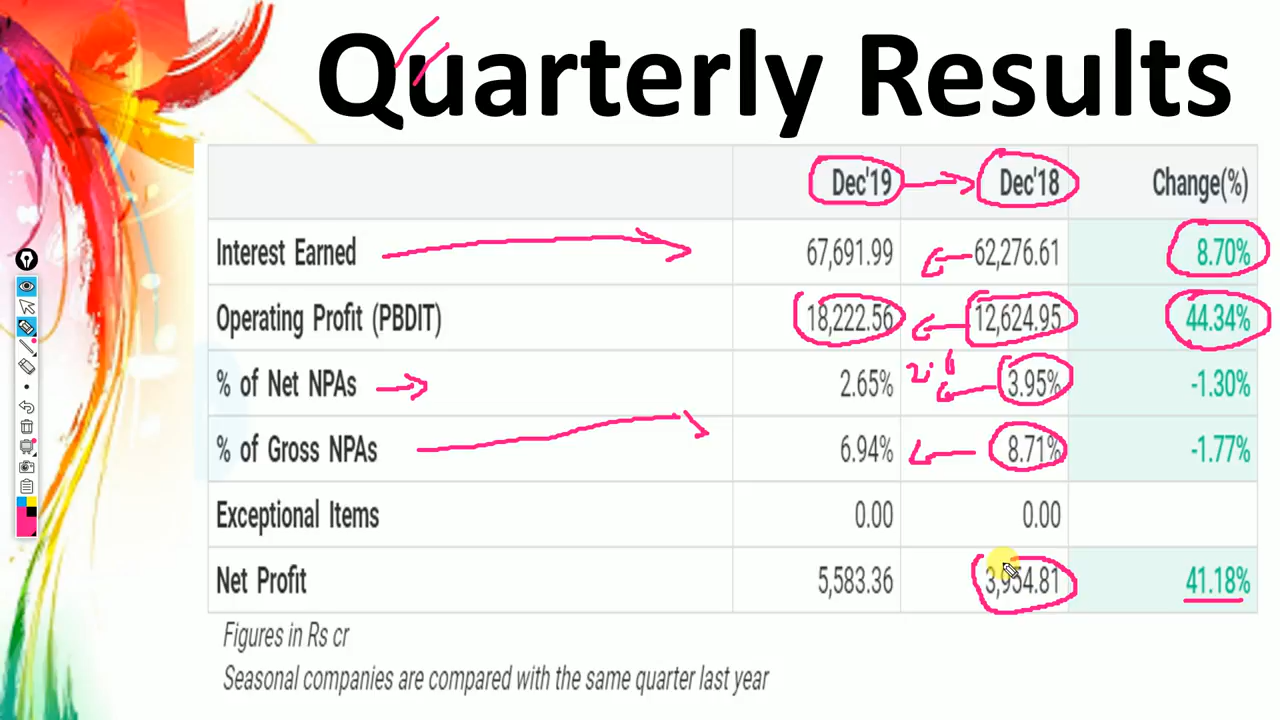 Quarterly Results
Dec'19 Dec'18 Change(%)
Interest Earned 67,691.99 62,276.61 8.70%
Operating Profit (PBDIT) 18,222.56 12,624.95 44.34%
% of Net NPAs 2.65% 3.95% -1.30%
% of Gross NPAs 6.94% 8.71% -1.77%
Exceptional Items 0.00 0.00
Net Profit 5,583.36 3,954.81 41.18%
Figures in Rs cr
Seasonal companies are compared with the same quarter last year